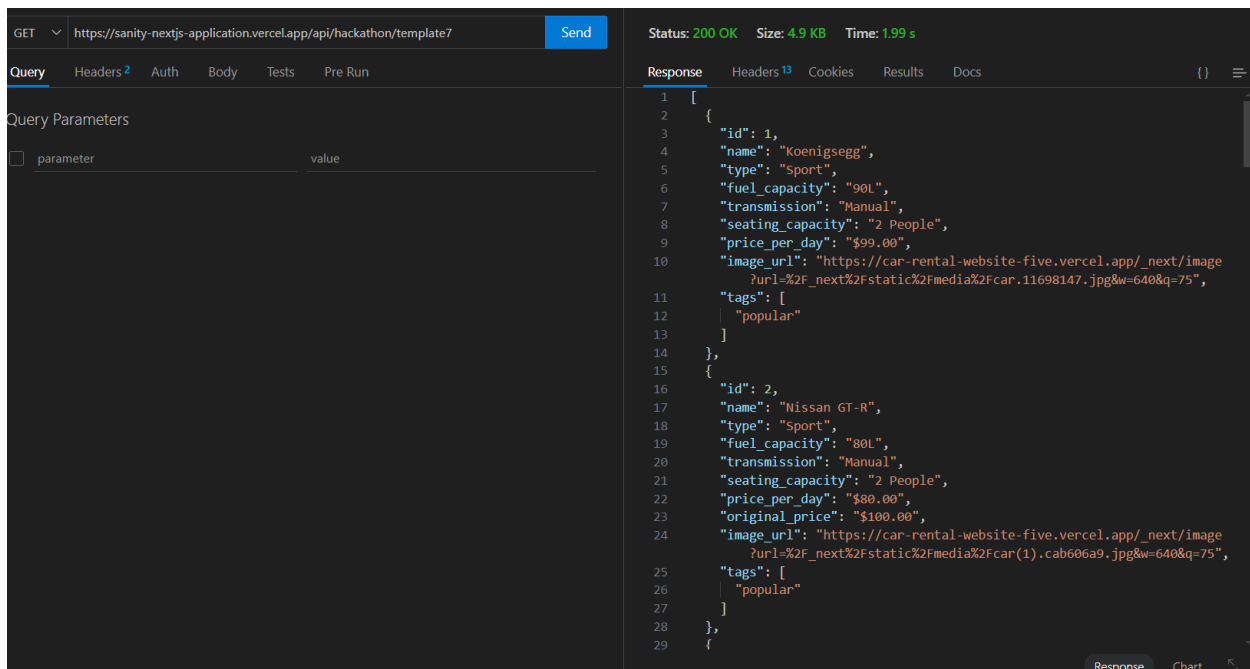 GET https://sanity-nextjs-application.vercel.app/api/hackathon/template7 Send
Query Headers 2 Auth Body Tests Pre Run
Query Parameters
parameter value
Status: 200 OK Size: 4.9 KB Time: 1.99 s
Response Headers 13 Cookies Results Docs {}
1 [
2 {
3 "id": 1,
4 "name": "Koenigsegg",
5 "type": "Sport",
6 "fuel_capacity": "90L",
7 "transmission": "Manual",
8 "seating_capacity": "2 People",
9 "price_per_day": "$99.00",
10 "image_url": "https://car-rental-website-five.vercel.app/_next/image
?url=%2F_next%2Fstatic%2Fmedia%2Fcar.11698147.jpg&w=640&q=75",
11 "tags": [
12 "popular"
13 ]
14 },
15 {
16 "id": 2,
17 "name": "Nissan GT-R",
18 "type": "Sport",
19 "fuel_capacity": "80L",
20 "transmission": "Manual",
21 "seating_capacity": "2 People",
22 "price_per_day": "$80.00",
23 "original_price": "$100.00",
24 "image_url": "https://car-rental-website-five.vercel.app/_next/image
?url=%2F_next%2Fstatic%2Fmedia%2Fcar(1).cab606a9.jpg&w=640&q=75",
25 "tags": [
26 "popular"
27 ]
28 },
29 {
Response Chart